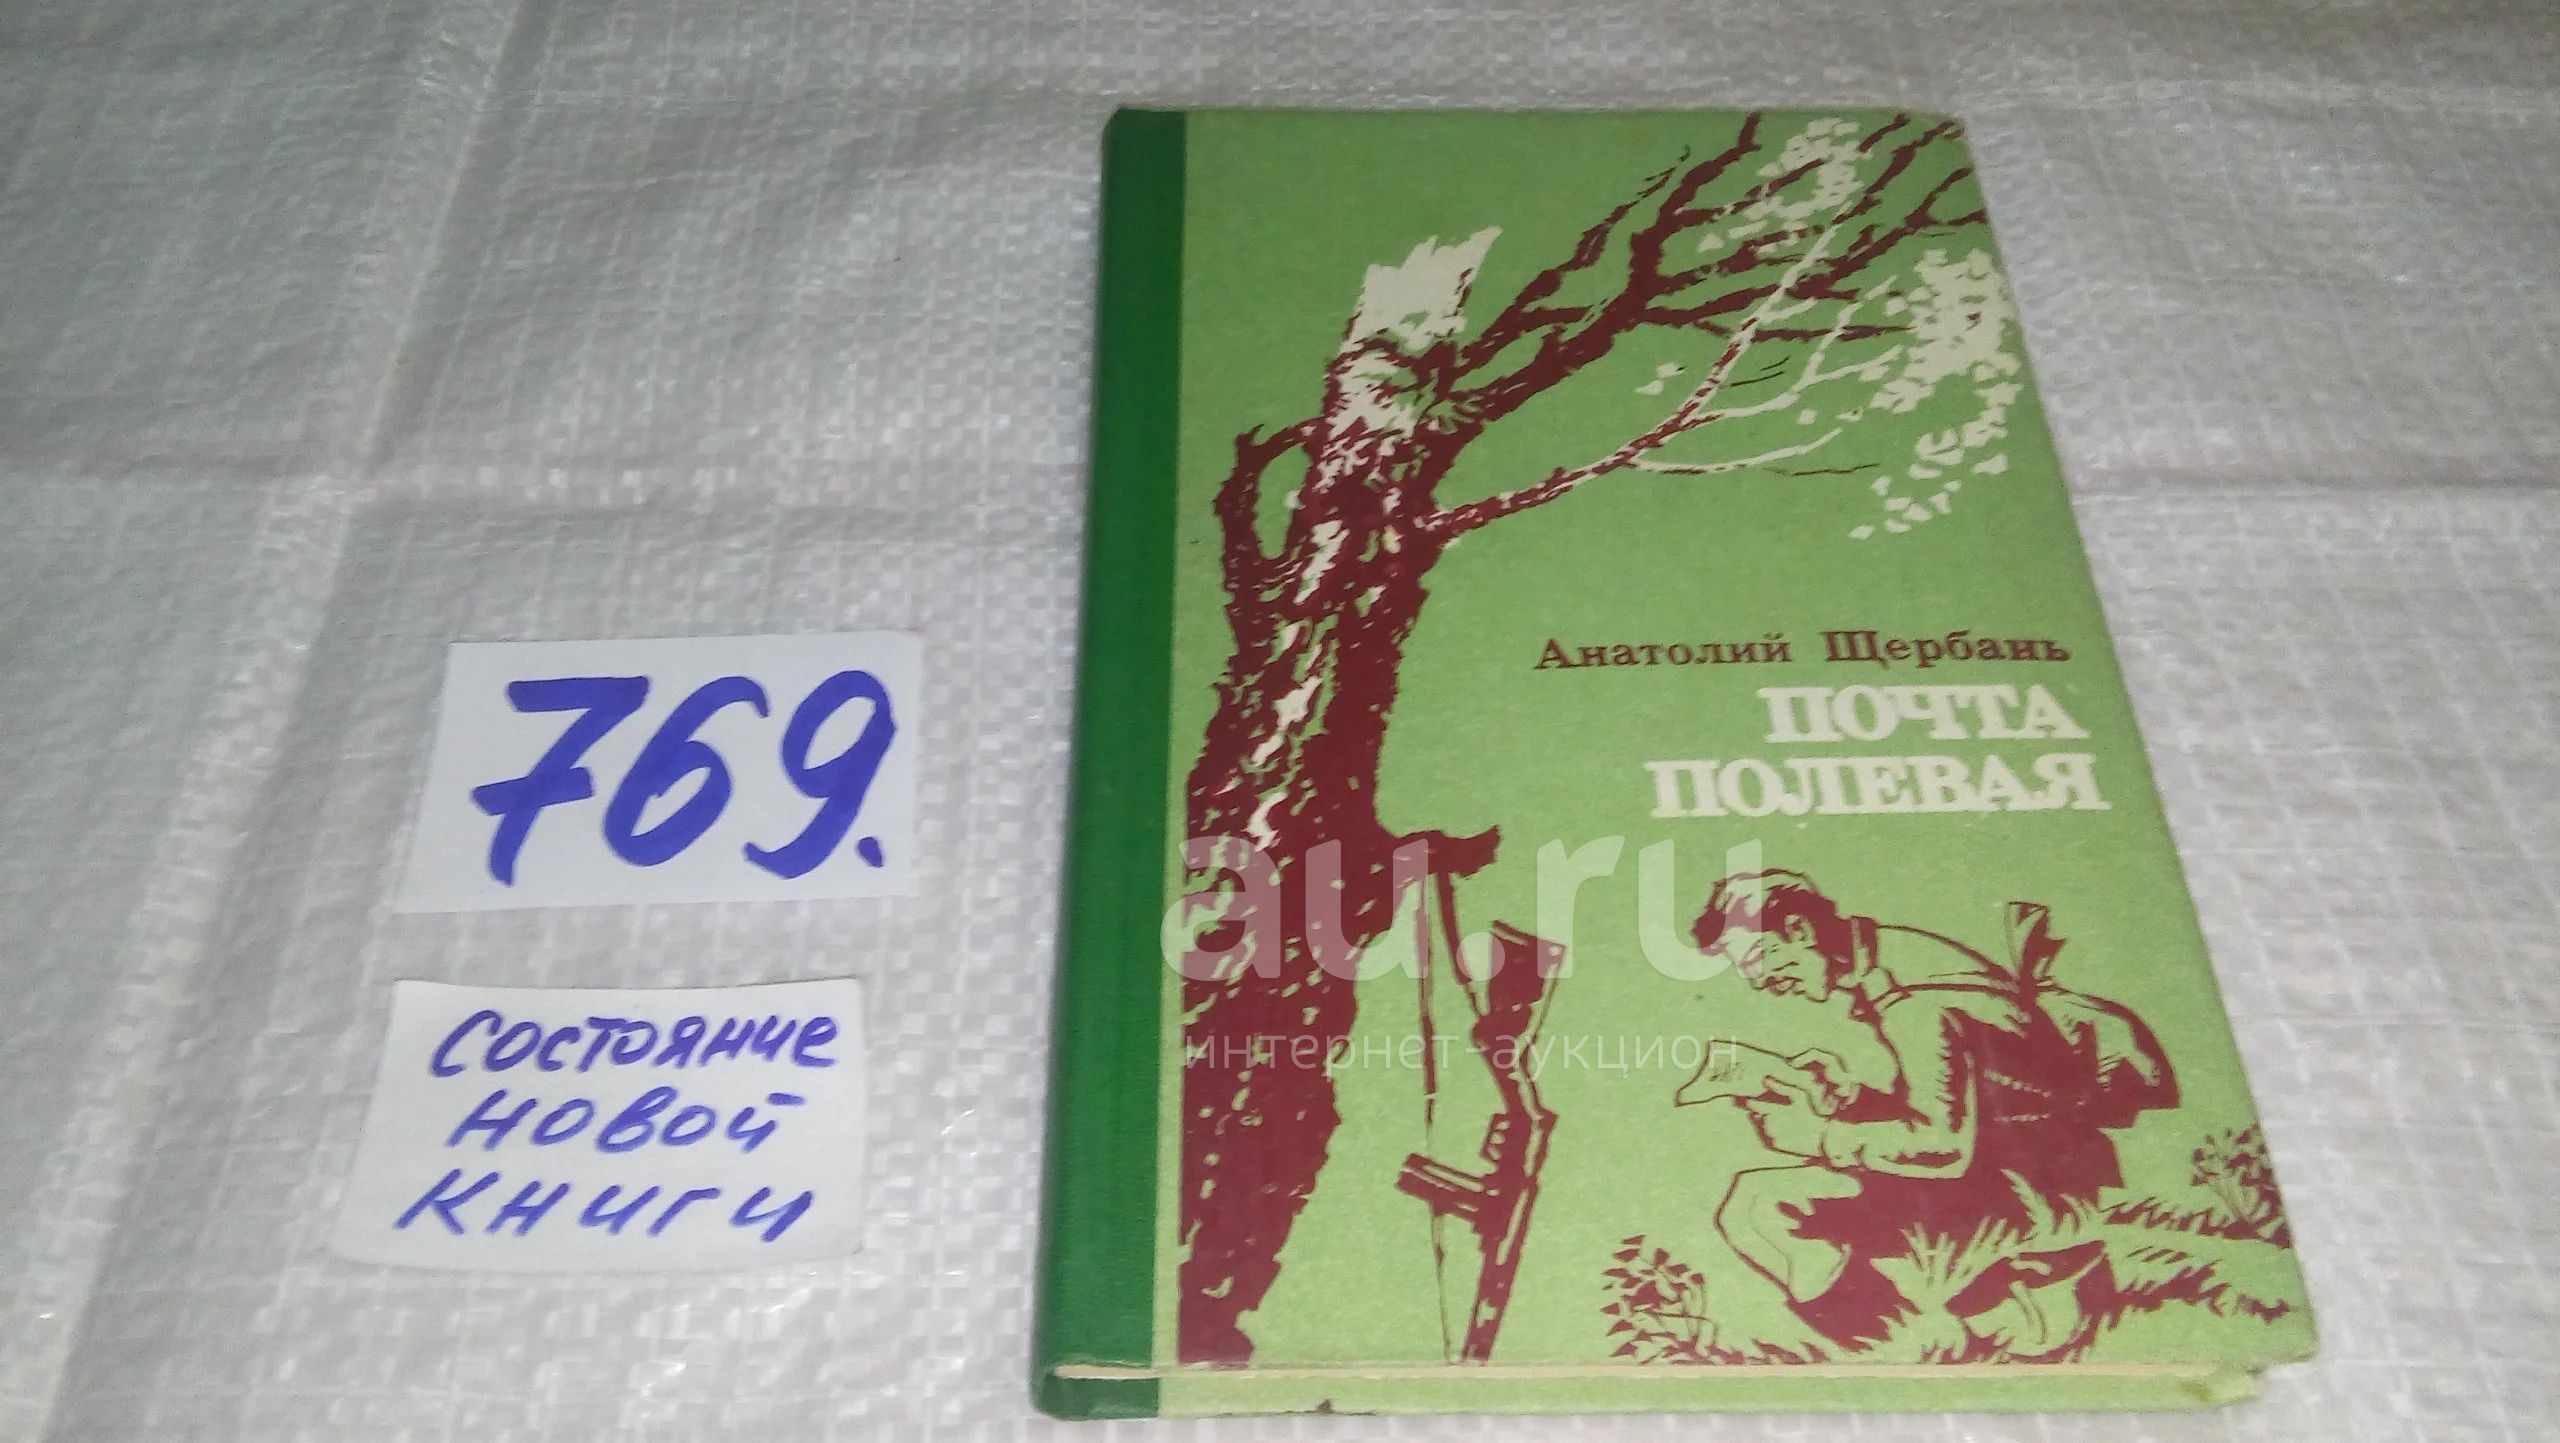 769.
состояние
новой
книги
Анатолий Щербань
ПОЧТА
ПОЛЕВАЯ
au.ru
интернет-аукцион